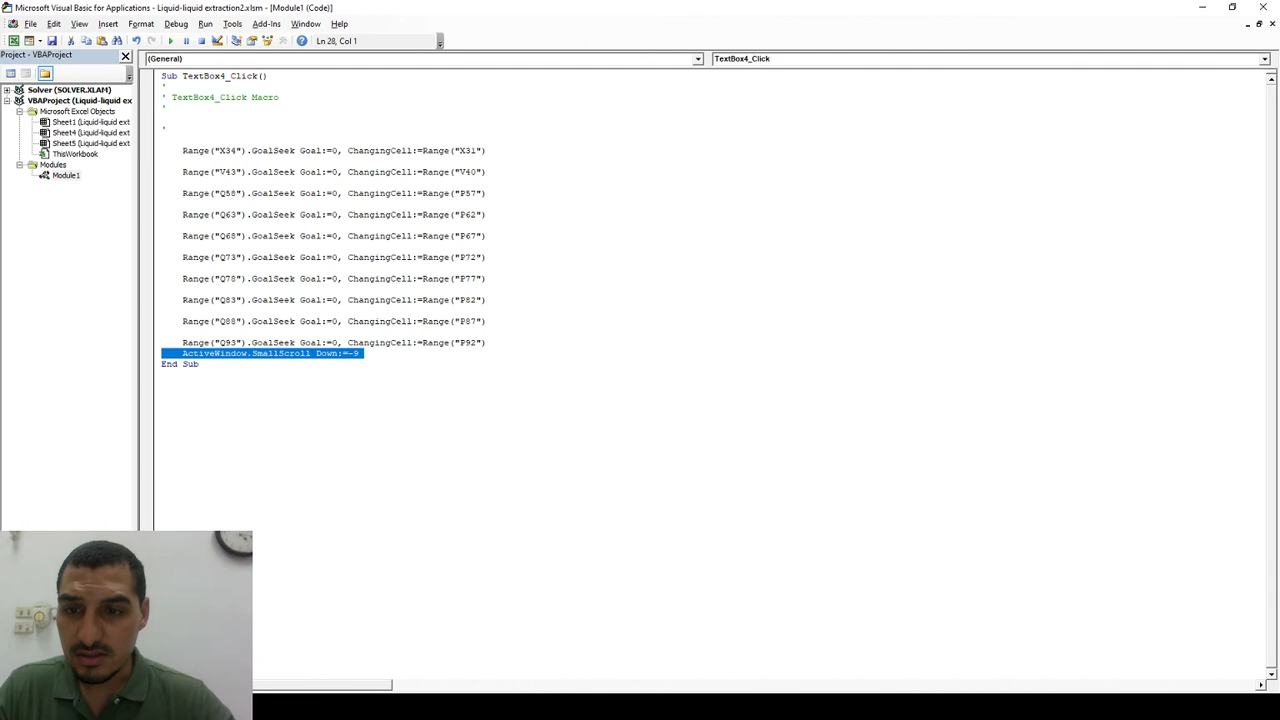 Microsoft Visual Basic for Applications - Liquid-liquid extraction2.xlsm - [Module1 (Code)]
File Edit View Insert Format Debug Run Tools Add-Ins Window Help
Ln 28, Col 1
Project - VBAProject
(General)
TextBox4_Click
Solver (SOLVER.XLAM)
VBAProject (Liquid-liquid ex
Microsoft Excel Objects
Sheet1 (Liquid-liquid ext
Sheet4 (Liquid-liquid ext
Sheet5 (Liquid-liquid ext
ThisWorkbook
Modules
Module1
Sub TextBox4_Click()
'
' TextBox4_Click Macro
'
'
Range("X34").GoalSeek Goal:=0, ChangingCell:=Range("X31")
Range("V43").GoalSeek Goal:=0, ChangingCell:=Range("V40")
Range("Q58").GoalSeek Goal:=0, ChangingCell:=Range("P57")
Range("Q63").GoalSeek Goal:=0, ChangingCell:=Range("P62")
Range("Q68").GoalSeek Goal:=0, ChangingCell:=Range("P67")
Range("Q73").GoalSeek Goal:=0, ChangingCell:=Range("P72")
Range("Q78").GoalSeek Goal:=0, ChangingCell:=Range("P77")
Range("Q83").GoalSeek Goal:=0, ChangingCell:=Range("P82")
Range("Q88").GoalSeek Goal:=0, ChangingCell:=Range("P87")
Range("Q93").GoalSeek Goal:=0, ChangingCell:=Range("P92")
ActiveWindow.SmallScroll Down:=-9
End Sub